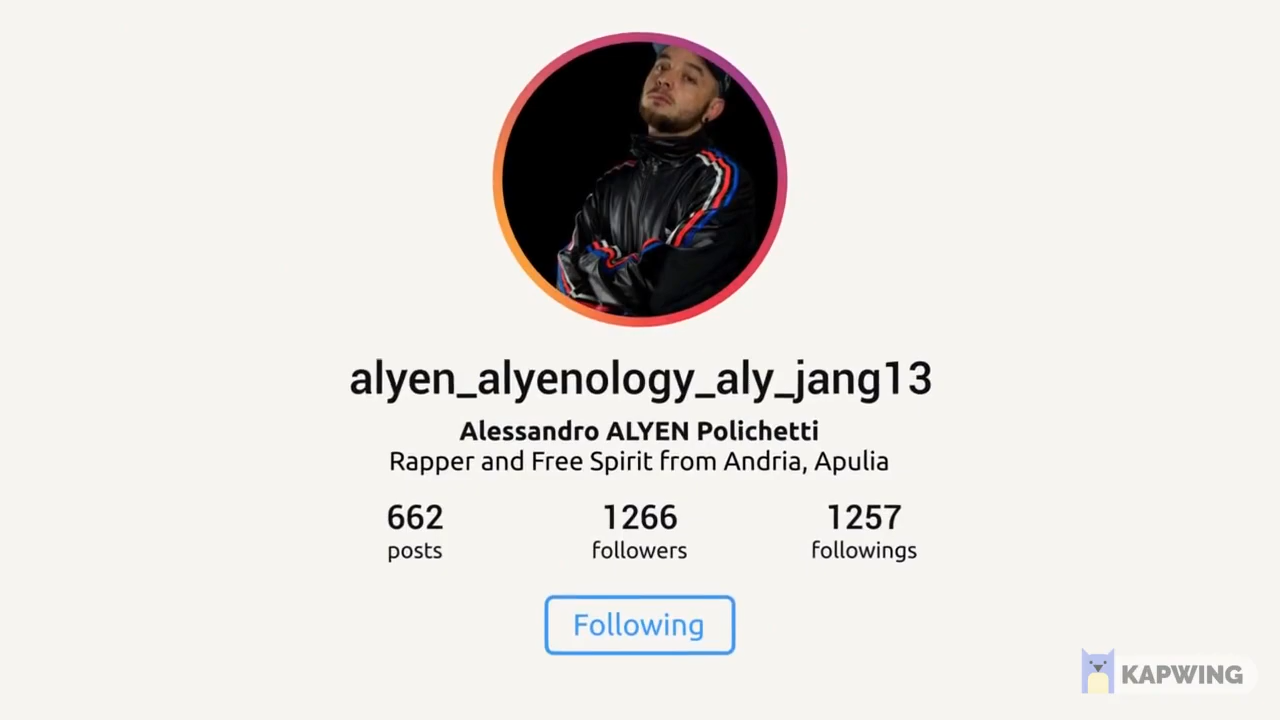 alyen_alyenology_aly_jang13
Alessandro ALYEN Polichetti
Rapper and Free Spirit from Andria, Apulia
662 1266 1257
posts followers followings
Following
KAPWING